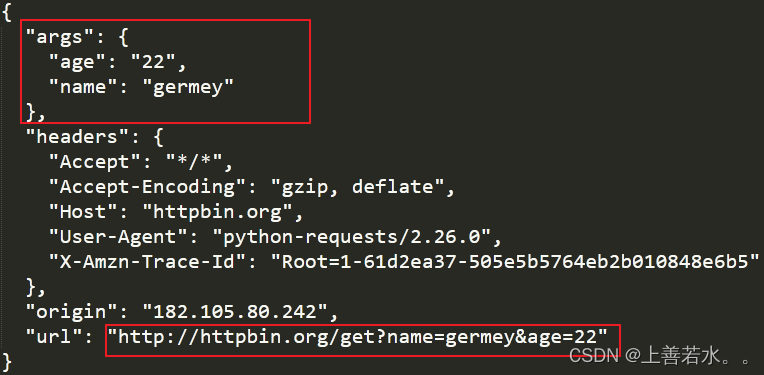 {
  "args": {
    "age": "22",
    "name": "germey"
  },
  "headers": {
    "Accept": "*/*",
    "Accept-Encoding": "gzip, deflate",
    "Host": "httpbin.org",
    "User-Agent": "python-requests/2.26.0",
    "X-Amzn-Trace-Id": "Root=1-61d2ea37-505e5b5764eb2b010848e6b5"
  },
  "origin": "182.105.80.242",
  "url": "http://httpbin.org/get?name=germey&age=22"
}
CSDN @上善若水。。